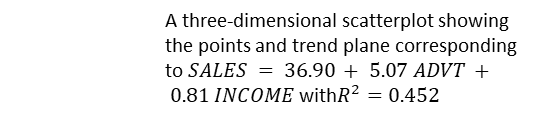 A three-dimensional scatterplot showing
the points and trend plane corresponding
to SALES = 36.90 + 5.07 ADVT +
0.81 INCOME withR² = 0.452